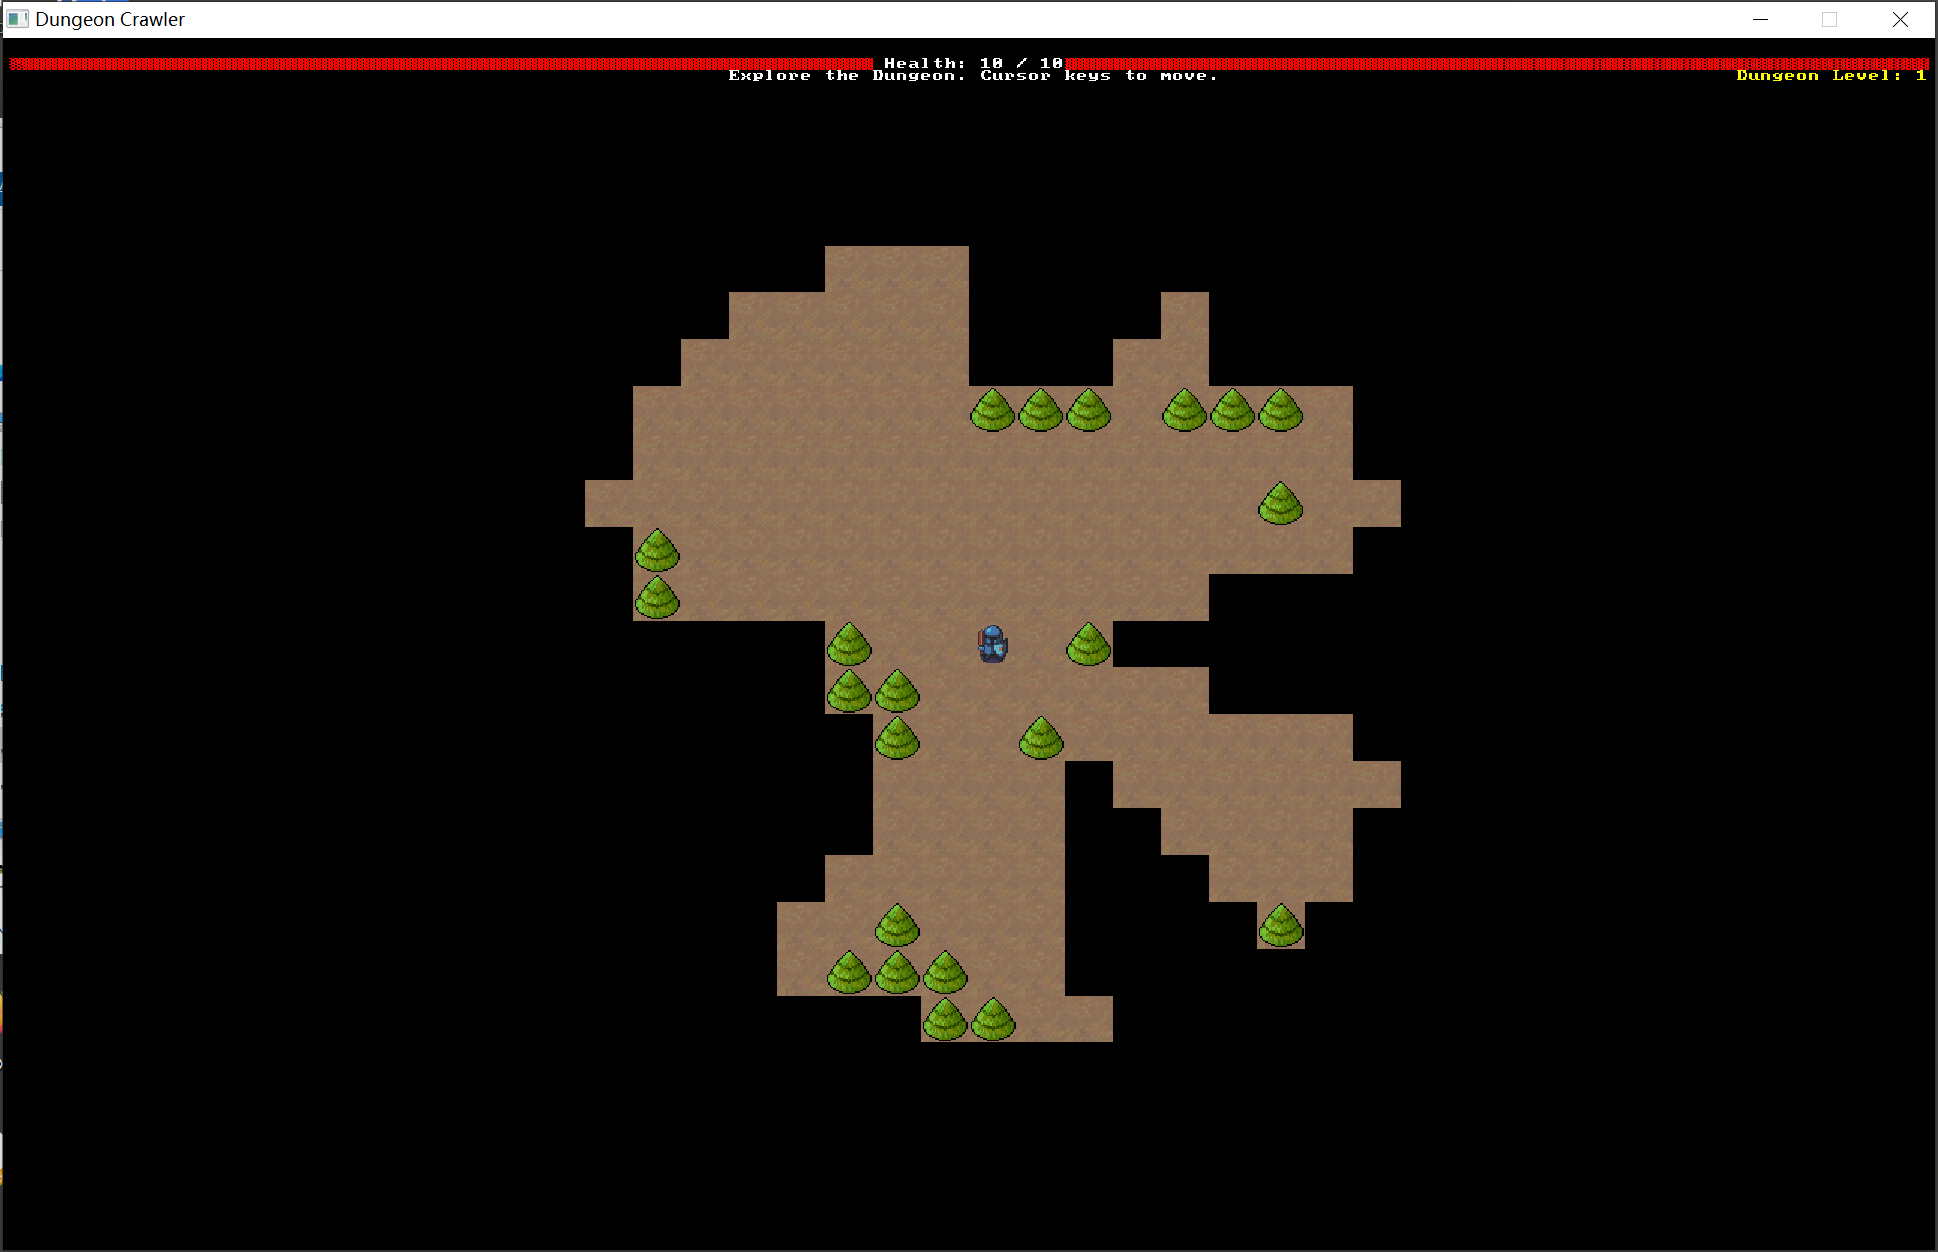 Dungeon Crawler
Health: 10 / 10
Explore the Dungeon. Cursor keys to move.
Dungeon Level: 1